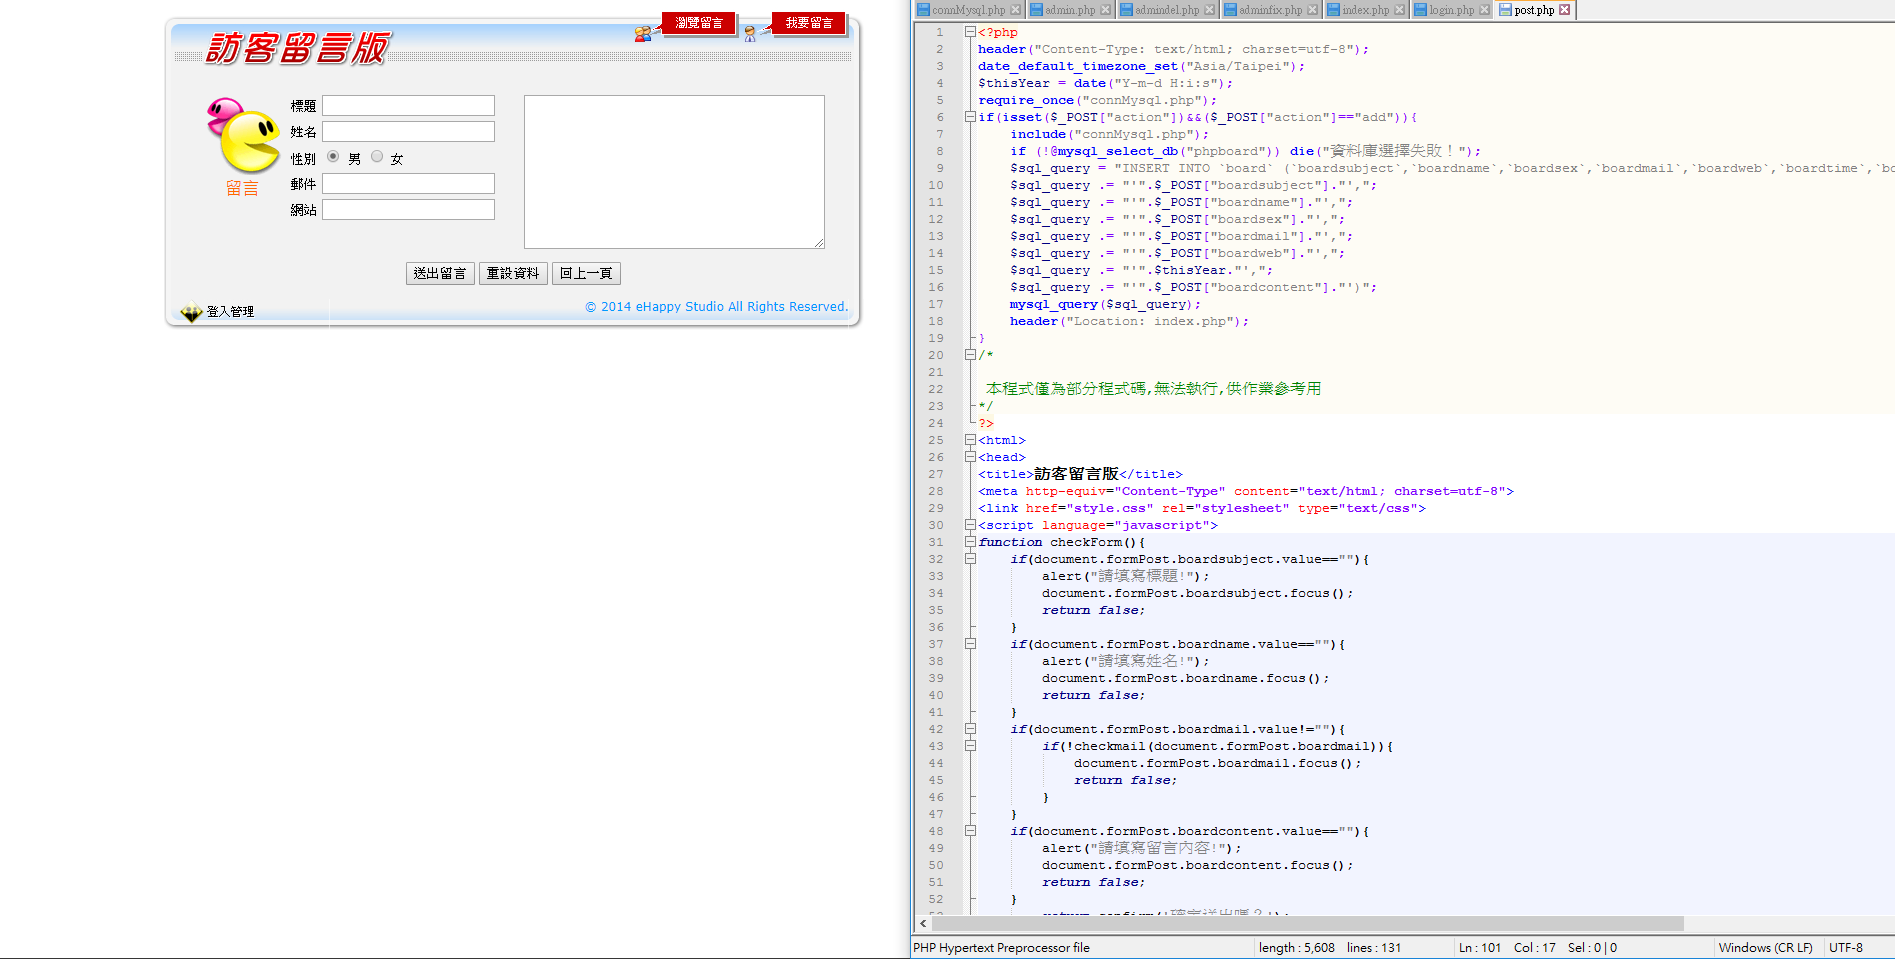 瀏覽留言
我要留言
訪客留言版
標題
姓名
性別 男 女
郵件
網站
留言
送出留言 重設資料 回上一頁
登入管理
© 2014 eHappy Studio All Rights Reserved.
connMysql.php admin.php admindel.php adminfix.php index.php login.php post.php
1 <?php
2 header("Content-Type: text/html; charset=utf-8");
3 date_default_timezone_set("Asia/Taipei");
4 $thisYear = date("Y-m-d H:i:s");
5 require_once("connMysql.php");
6 if(isset($_POST["action"])&&($_POST["action"]=="add")){
7 include("connMysql.php");
8 if (!@mysql_select_db("phpboard")) die("資料庫選擇失敗！");
9 $sql_query = "INSERT INTO `board` (`boardsubject`,`boardname`,`boardsex`,`boardmail`,`boardweb`,`boardtime`,`bo
10 $sql_query .= "'".$_POST["boardsubject"]."',";
11 $sql_query .= "'".$_POST["boardname"]."',";
12 $sql_query .= "'".$_POST["boardsex"]."',";
13 $sql_query .= "'".$_POST["boardmail"]."',";
14 $sql_query .= "'".$_POST["boardweb"]."',";
15 $sql_query .= "'".$thisYear."',";
16 $sql_query .= "'".$_POST["boardcontent"]."')";
17 mysql_query($sql_query);
18 header("Location: index.php");
19 }
20 /*
21
22 本程式僅為部分程式碼,無法執行,供作業參考用
23 */
24 ?>
25 <html>
26 <head>
27 <title>訪客留言版</title>
28 <meta http-equiv="Content-Type" content="text/html; charset=utf-8">
29 <link href="style.css" rel="stylesheet" type="text/css">
30 <script language="javascript">
31 function checkForm(){
32 if(document.formPost.boardsubject.value==""){
33 alert("請填寫標題!");
34 document.formPost.boardsubject.focus();
35 return false;
36 }
37 if(document.formPost.boardname.value==""){
38 alert("請填寫姓名!");
39 document.formPost.boardname.focus();
40 return false;
41 }
42 if(document.formPost.boardmail.value!=""){
43 if(!checkmail(document.formPost.boardmail)){
44 document.formPost.boardmail.focus();
45 return false;
46 }
47 }
48 if(document.formPost.boardcontent.value==""){
49 alert("請填寫留言內容!");
50 document.formPost.boardcontent.focus();
51 return false;
52 }
PHP Hypertext Preprocessor file length : 5,608 lines : 131 Ln : 101 Col : 17 Sel : 0 | 0 Windows (CR LF) UTF-8